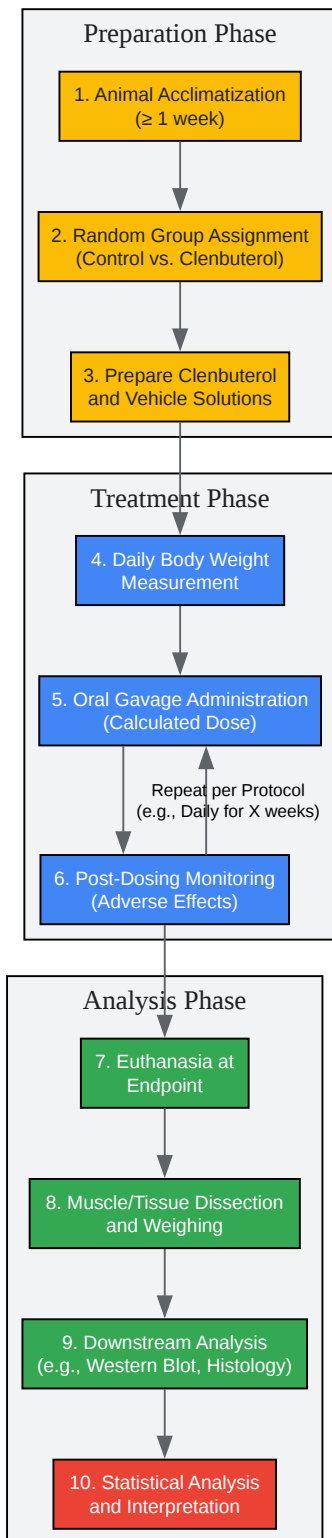 Preparation Phase
1. Animal Acclimatization
(≥ 1 week)
2. Random Group Assignment
(Control vs. Clenbuterol)
3. Prepare Clenbuterol
and Vehicle Solutions
Treatment Phase
4. Daily Body Weight
Measurement
5. Oral Gavage Administration
(Calculated Dose)
Repeat per Protocol
(e.g., Daily for X weeks)
6. Post-Dosing Monitoring
(Adverse Effects)
Analysis Phase
7. Euthanasia at
Endpoint
8. Muscle/Tissue Dissection
and Weighing
9. Downstream Analysis
(e.g., Western Blot, Histology)
10. Statistical Analysis
and Interpretation